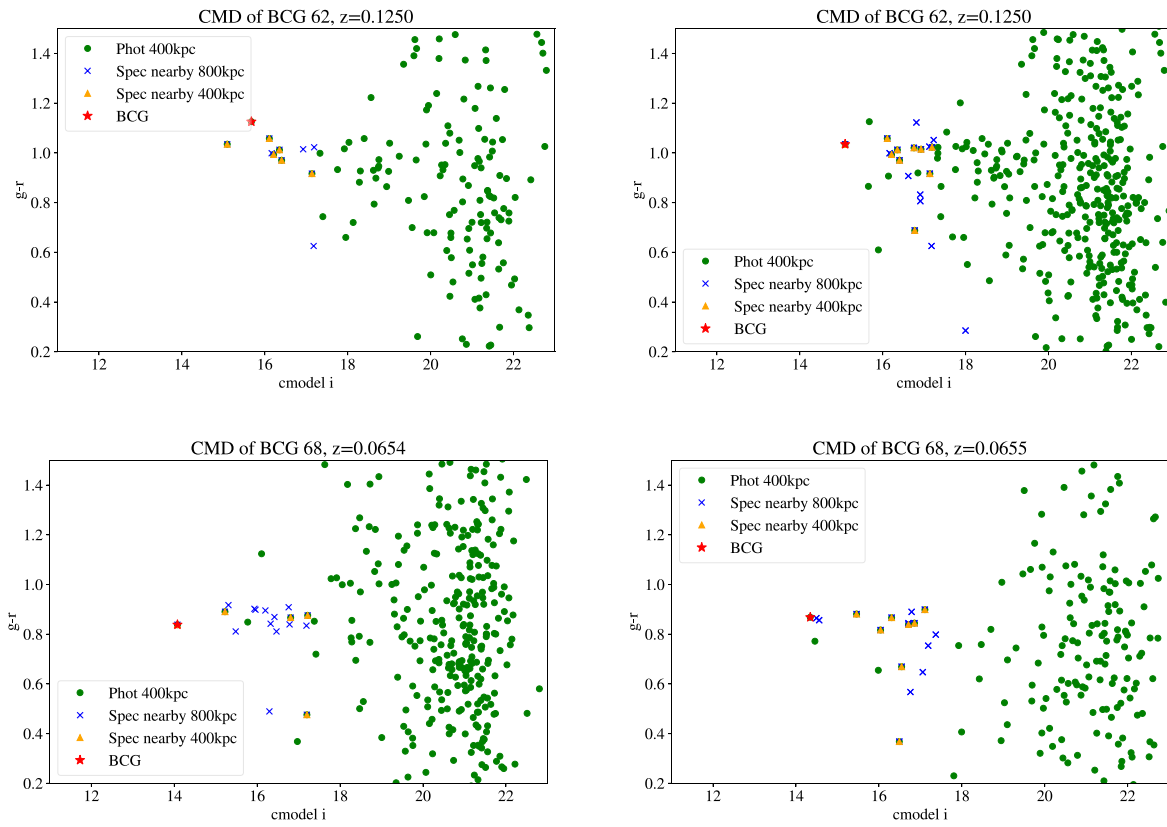 CMD of BCG 62, z=0.1250
1.4
1.2
1.0
0.8
0.6
0.4
0.2
g-r
Phot 400kpc
Spec nearby 800kpc
Spec nearby 400kpc
BCG
12 14 16 18 20 22
cmodel i
CMD of BCG 62, z=0.1250
1.4
1.2
1.0
0.8
0.6
0.4
0.2
g-r
Phot 400kpc
Spec nearby 800kpc
Spec nearby 400kpc
BCG
12 14 16 18 20 22
cmodel i
CMD of BCG 68, z=0.0654
1.4
1.2
1.0
0.8
0.6
0.4
0.2
g-r
Phot 400kpc
Spec nearby 800kpc
Spec nearby 400kpc
BCG
12 14 16 18 20 22
cmodel i
CMD of BCG 68, z=0.0655
1.4
1.2
1.0
0.8
0.6
0.4
0.2
g-r
Phot 400kpc
Spec nearby 800kpc
Spec nearby 400kpc
BCG
12 14 16 18 20 22
cmodel i